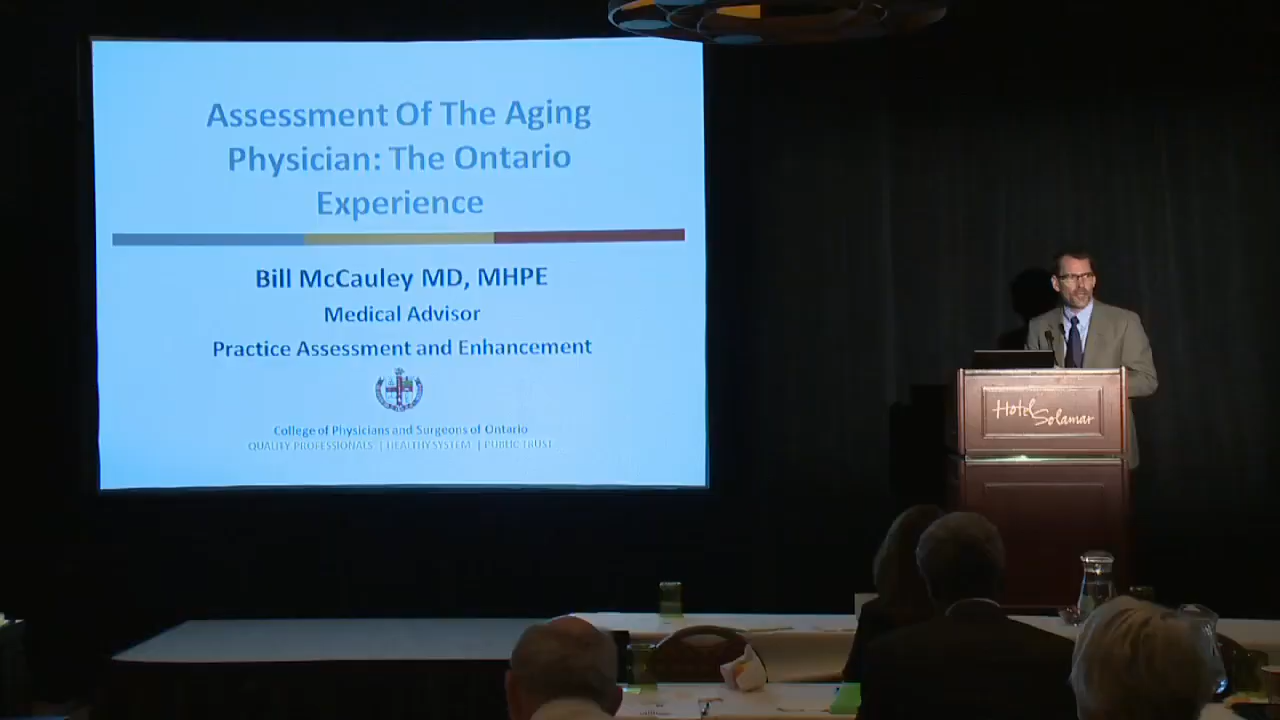 Assessment Of The Aging
Physician: The Ontario
Experience
Bill McCauley MD, MHPE
Medical Advisor
Practice Assessment and Enhancement
College of Physicians and Surgeons of Ontario
QUALITY PROFESSIONALS | HEALTHY SYSTEM | PUBLIC TRUST
Hotel Solamar